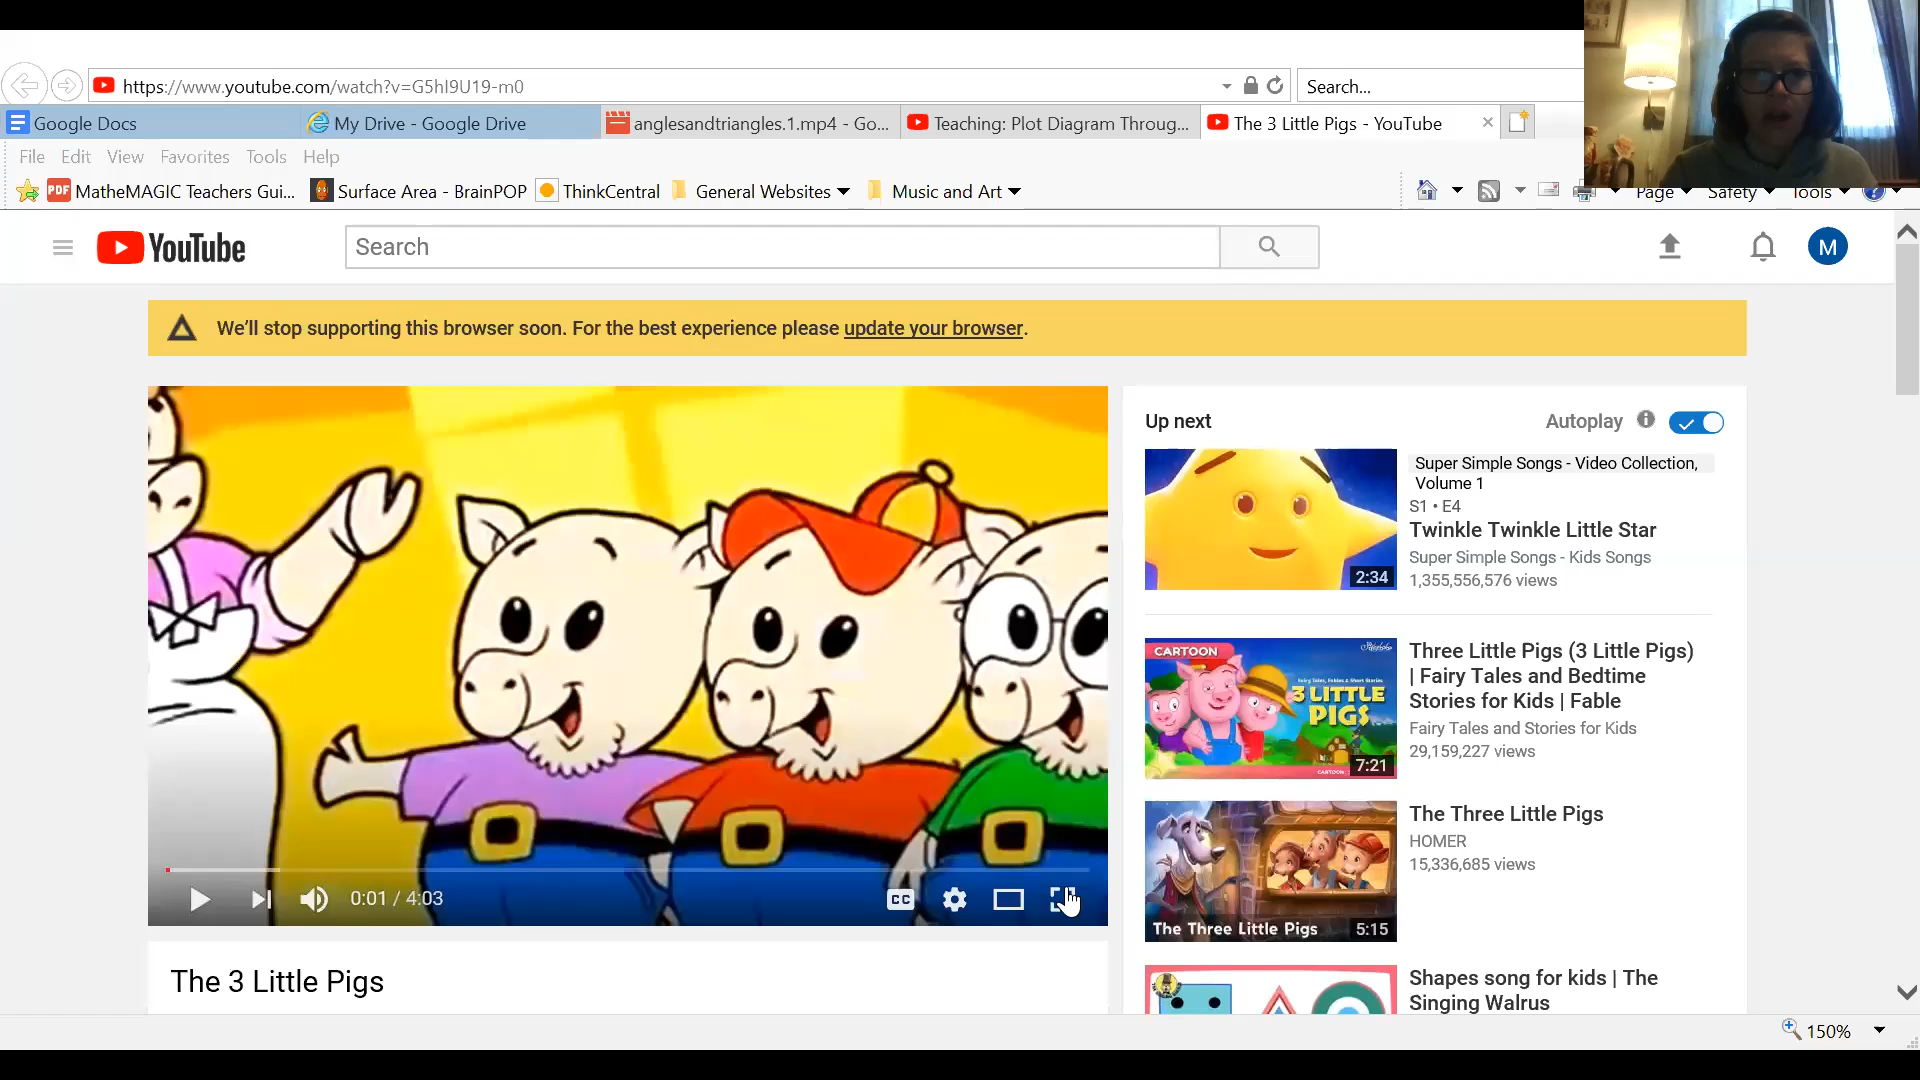 https://www.youtube.com/watch?v=G5hI9U19-m0
Search...
Google Docs
My Drive - Google Drive
anglesandtriangles.1.mp4 - Go...
Teaching: Plot Diagram Throug...
The 3 Little Pigs - YouTube
File Edit View Favorites Tools Help
PDF MatheMAGIC Teachers Gui...
Surface Area - BrainPOP
ThinkCentral
General Websites
Music and Art
Page Safety Tools
YouTube
Search
M
We'll stop supporting this browser soon. For the best experience please update your browser.
Up next
Autoplay
2:34
Super Simple Songs - Video Collection,
Volume 1
S1 • E4
Twinkle Twinkle Little Star
Super Simple Songs - Kids Songs
1,355,556,576 views
CARTOON
Fairy Tales, Fables & Short Stories
3 LITTLE
PIGS
CARTOON
7:21
Three Little Pigs (3 Little Pigs)
| Fairy Tales and Bedtime
Stories for Kids | Fable
Fairy Tales and Stories for Kids
29,159,227 views
The Three Little Pigs
5:15
The Three Little Pigs
HOMER
15,336,685 views
Shapes song for kids | The
Singing Walrus
0:01 / 4:03
CC
The 3 Little Pigs
150%